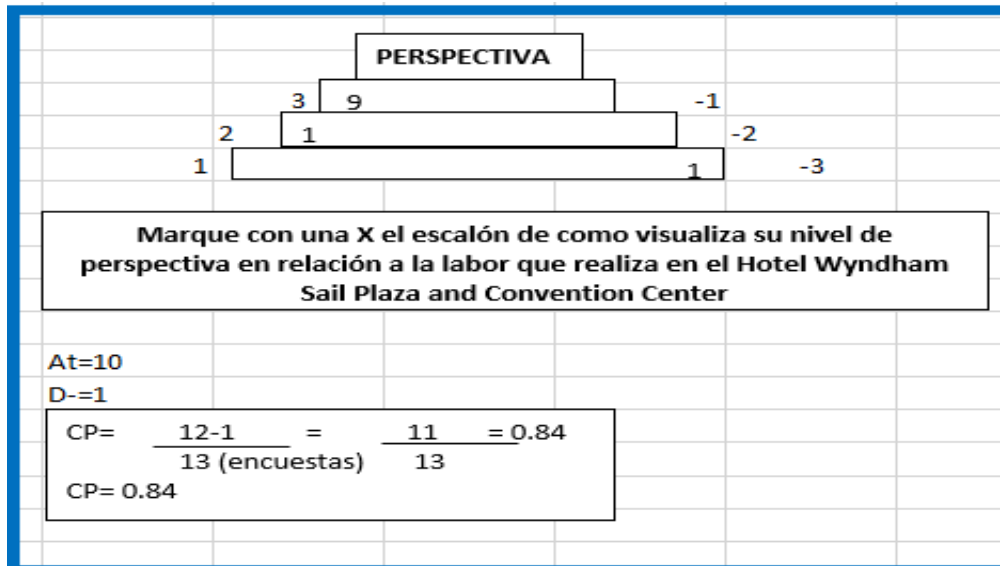 PERSPECTIVA
3 9 -1
2 1 -2
1 1 -3
Marque con una X el escalón de como visualiza su nivel de
perspectiva en relación a la labor que realiza en el Hotel Wyndham
Sail Plaza and Convention Center
At=10
D-=1
CP= 12-1 = 11 = 0.84
13 (encuestas) 13
CP= 0.84